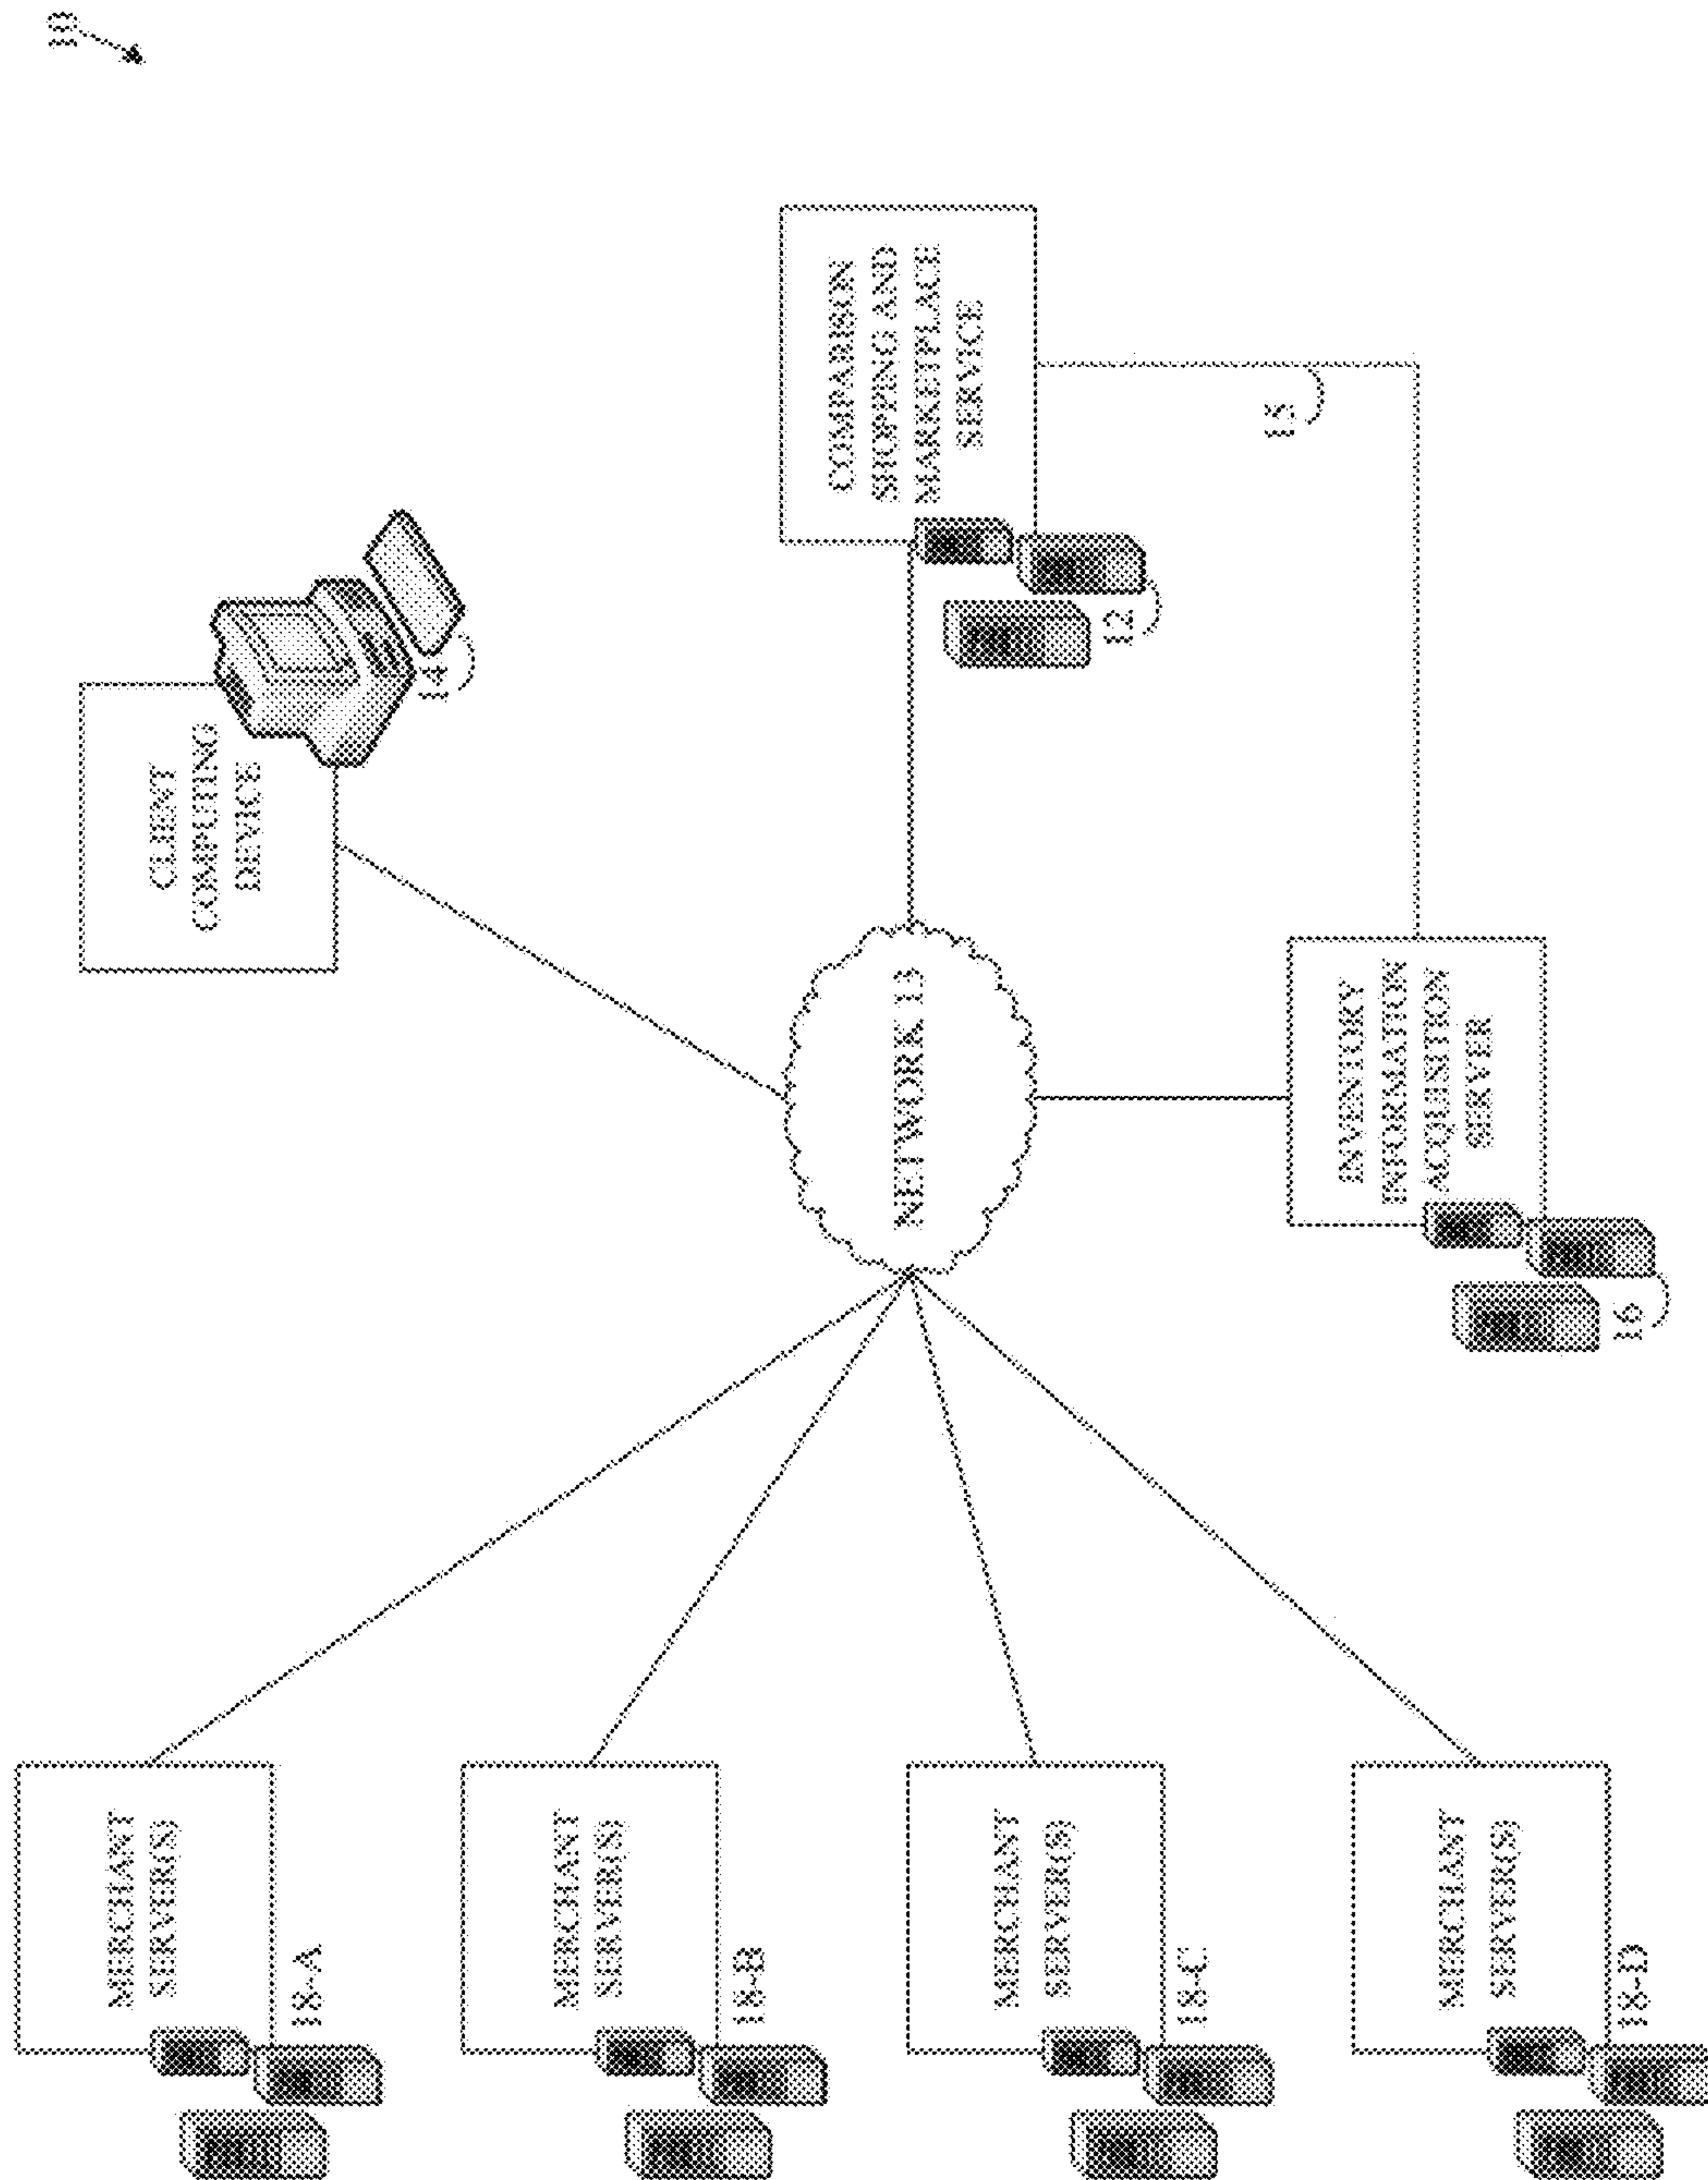 10
MERCHANT
SERVER(S)
18-A
MERCHANT
SERVER(S)
18-B
MERCHANT
SERVER(S)
18-C
MERCHANT
SERVER(S)
18-D
CLIENT
COMPUTING
DEVICE
14
NETWORK 13
COMPARISON
SHOPPING AND
MARKETPLACE
SERVICE
12
15
INVENTORY
INFORMATION
ACQUISITION
SERVER
16